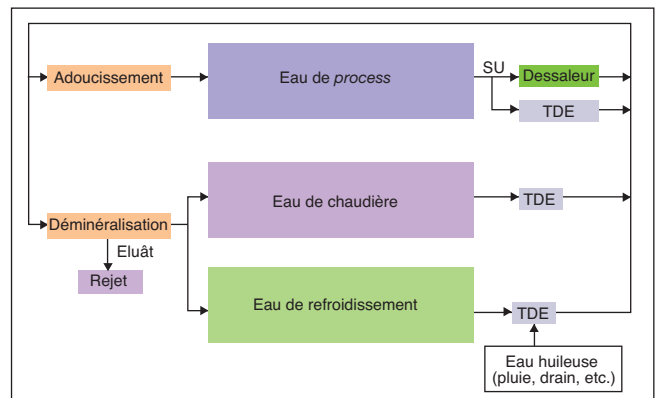 Adoucissement
Eau de process
SU
Dessaleur
TDE
Eau de chaudière
TDE
Déminéralisation
Eluât
Rejet
Eau de refroidissement
TDE
Eau huileuse
(pluie, drain, etc.)